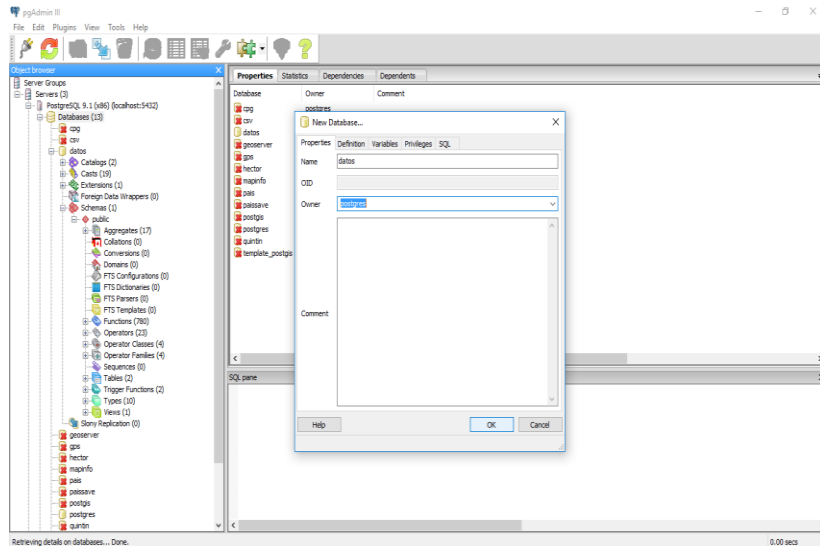 pgAdmin III
File Edit Plugins View Tools Help
Object browser
Server Groups
Servers (3)
PostgreSQL 9.1 (x86) (localhost:5432)
Databases (13)
cpg
csv
datos
Catalogs (2)
Casts (19)
Extensions (1)
Foreign Data Wrappers (0)
Schemas (1)
public
Aggregates (17)
Collations (0)
Conversions (0)
Domains (0)
FTS Configurations (0)
FTS Dictionaries (0)
FTS Parsers (0)
FTS Templates (0)
Functions (780)
Operators (23)
Operator Classes (4)
Operator Families (4)
Sequences (0)
Tables (2)
Trigger Functions (2)
Types (10)
Views (1)
Slony Replication (0)
geoserver
gps
hector
mapinfo
pais
paissave
postgis
postgres
quintin
Properties Statistics Dependencies Dependents
Database Owner Comment
cpg postgres
csv
datos
geoserver
gps
hector
mapinfo
pais
paissave
postgis
postgres
quintin
template_postgis
SQL pane
New Database...
Properties Definition Variables Privileges SQL
Name datos
OID
Owner postgres
Comment
Help OK Cancel
Retrieving details on databases... Done. 0.00 secs